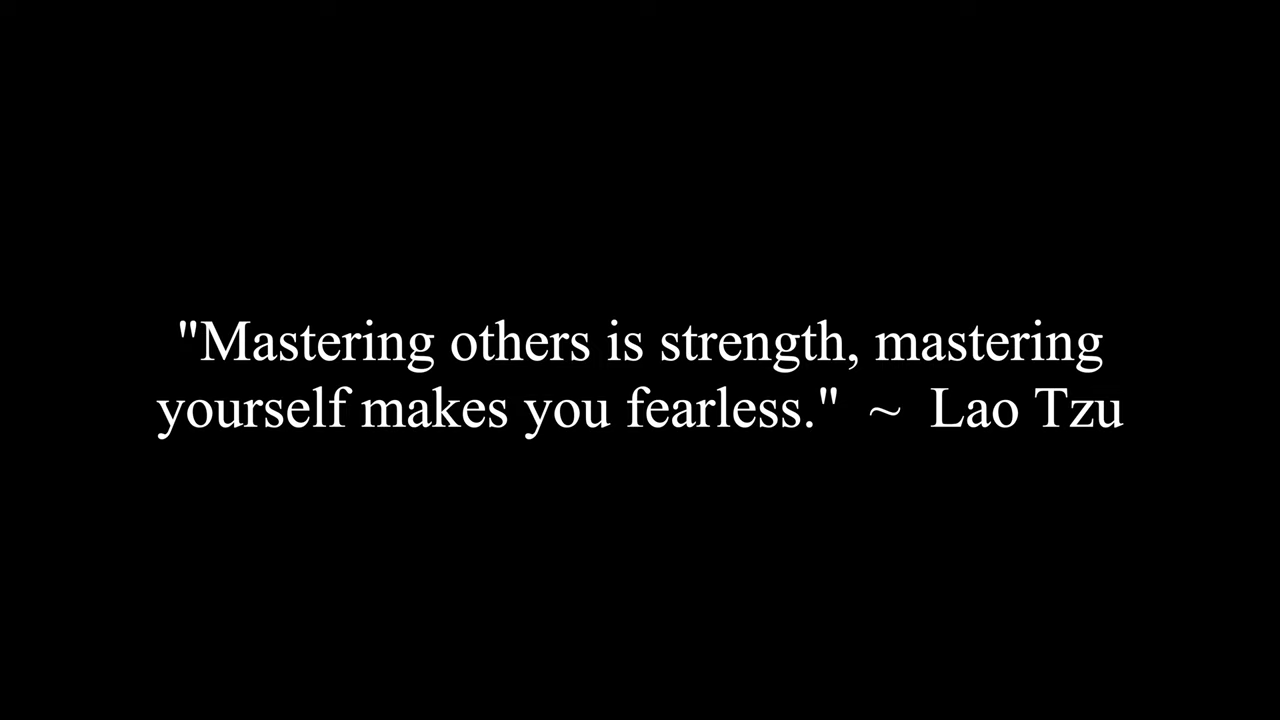 "Mastering others is strength, mastering
yourself makes you fearless."  ~  Lao Tzu